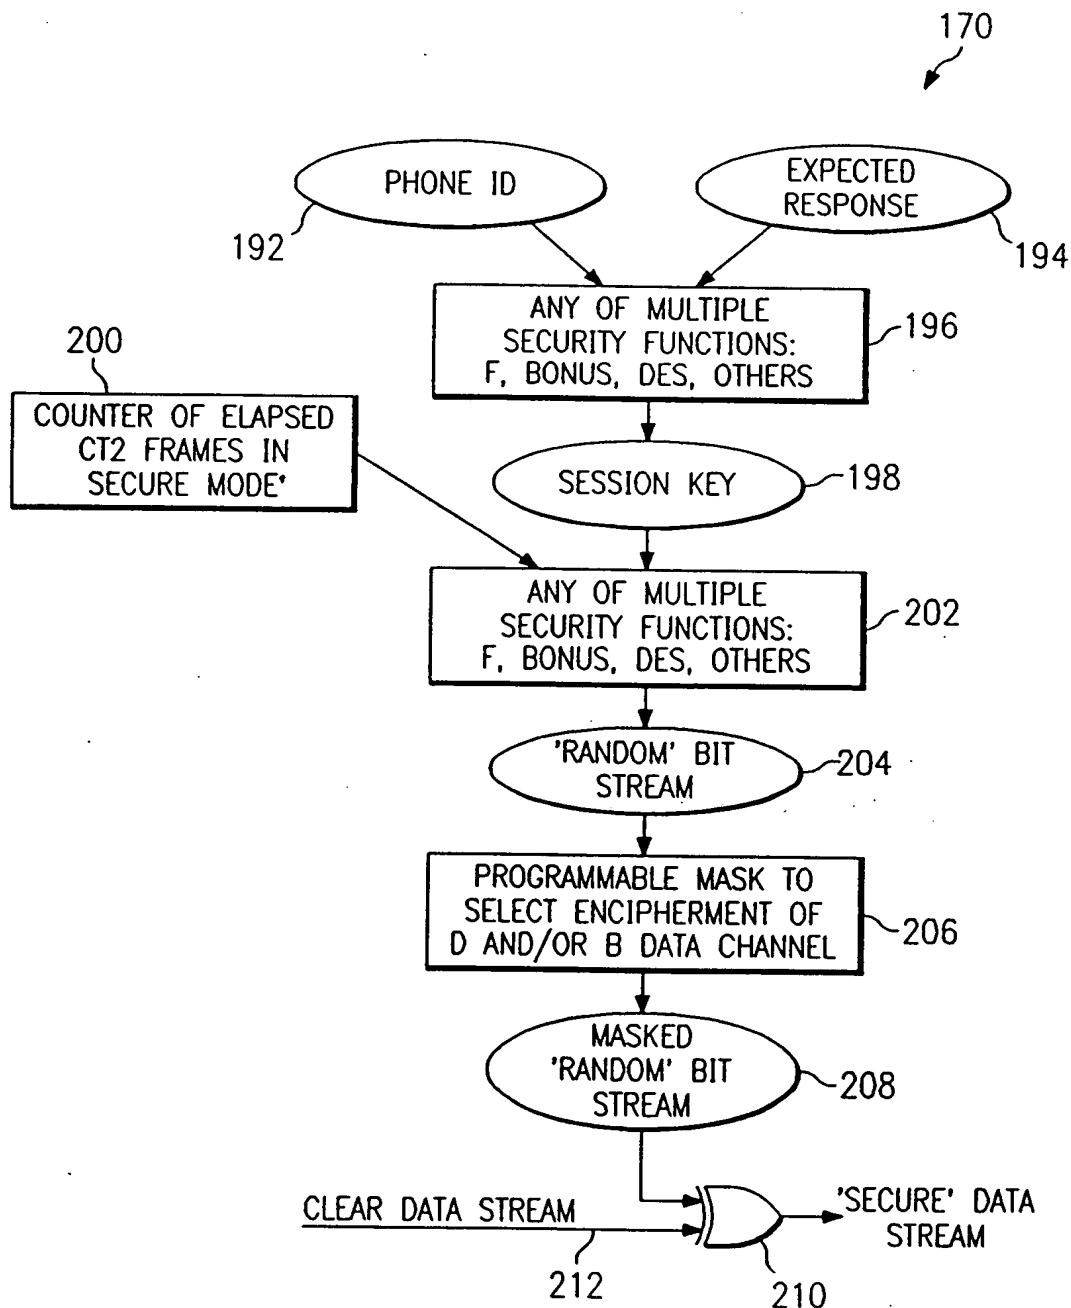 170
PHONE ID
EXPECTED
RESPONSE
192
194
ANY OF MULTIPLE
SECURITY FUNCTIONS:
F, BONUS, DES, OTHERS
196
200
COUNTER OF ELAPSED
CT2 FRAMES IN
SECURE MODE'
SESSION KEY
198
ANY OF MULTIPLE
SECURITY FUNCTIONS:
F, BONUS, DES, OTHERS
202
'RANDOM' BIT
STREAM
204
PROGRAMMABLE MASK TO
SELECT ENCIPHERMENT OF
D AND/OR B DATA CHANNEL
206
MASKED
'RANDOM' BIT
STREAM
208
CLEAR DATA STREAM
'SECURE' DATA
STREAM
212
210